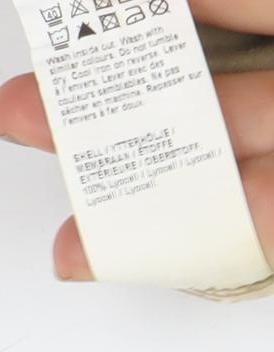 40
Wash inside out. Wash with
similar colours. Do not tumble
dry. Cool iron on reverse. Laver
à l'envers. Laver avec des
couleurs semblables. Ne pas
sécher en machine. Repasser sur
l'envers à fer doux.
SHELL / YTTERHÖLJE /
MEMBRAAN / ÉTOFFE
EXTÉRIEURE / OBERSTOFF:
100% Lyocell / Lyocell / Lyocell /
Lyocell / Lyocell.